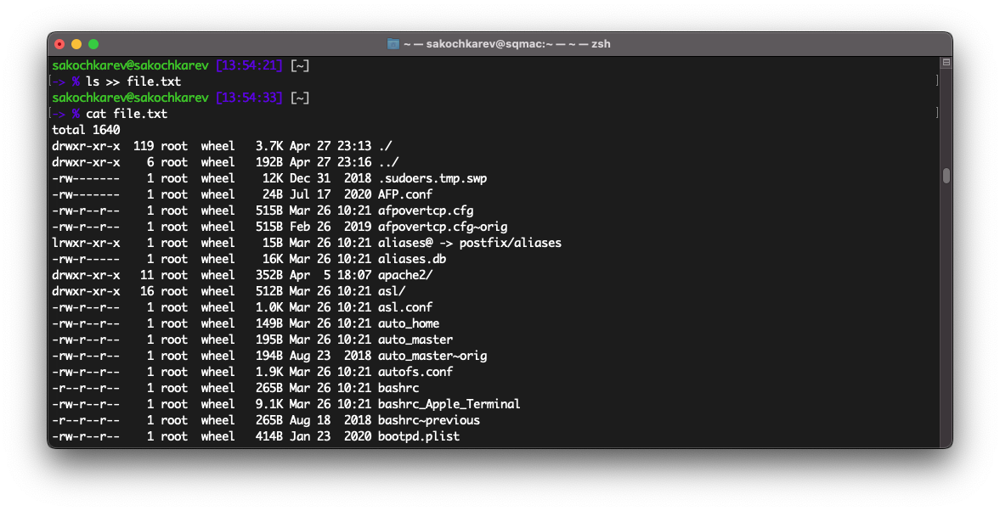 ~ — sakochkarev@sqmac:~ — ~ — zsh
sakochkarev@sakochkarev [13:54:21] [~]
[-> % ls >> file.txt ]
sakochkarev@sakochkarev [13:54:33] [~]
[-> % cat file.txt ]
total 1640
drwxr-xr-x  119 root  wheel   3.7K Apr 27 23:13 ./
drwxr-xr-x    6 root  wheel   192B Apr 27 23:16 ../
-rw-------    1 root  wheel    12K Dec 31  2018 .sudoers.tmp.swp
-rw-------    1 root  wheel    24B Jul 17  2020 AFP.conf
-rw-r--r--    1 root  wheel   515B Mar 26 10:21 afpovertcp.cfg
-rw-r--r--    1 root  wheel   515B Feb 26  2019 afpovertcp.cfg~orig
lrwxr-xr-x    1 root  wheel    15B Mar 26 10:21 aliases@ -> postfix/aliases
-rw-r-----    1 root  wheel    16K Mar 26 10:21 aliases.db
drwxr-xr-x   11 root  wheel   352B Apr  5 18:07 apache2/
drwxr-xr-x   16 root  wheel   512B Mar 26 10:21 asl/
-rw-r--r--    1 root  wheel   1.0K Mar 26 10:21 asl.conf
-rw-r--r--    1 root  wheel   149B Mar 26 10:21 auto_home
-rw-r--r--    1 root  wheel   195B Mar 26 10:21 auto_master
-rw-r--r--    1 root  wheel   194B Aug 23  2018 auto_master~orig
-rw-r--r--    1 root  wheel   1.9K Mar 26 10:21 autofs.conf
-r--r--r--    1 root  wheel   265B Mar 26 10:21 bashrc
-rw-r--r--    1 root  wheel   9.1K Mar 26 10:21 bashrc_Apple_Terminal
-r--r--r--    1 root  wheel   265B Aug 18  2018 bashrc~previous
-rw-r--r--    1 root  wheel   414B Jan 23  2020 bootpd.plist